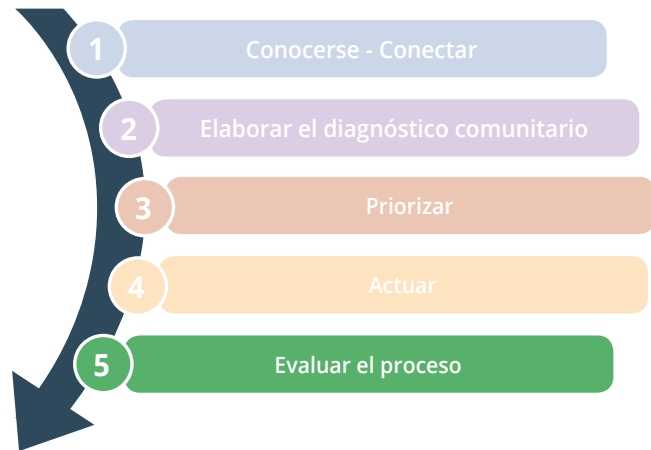 1 Conocerse - Conectar
2 Elaborar el diagnóstico comunitario
3 Priorizar
4 Actuar
5 Evaluar el proceso